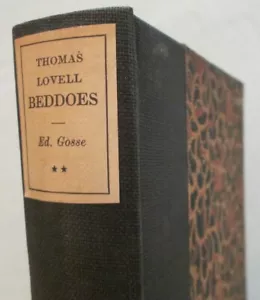 THOMAS
LOVELL
BEDDOES
Ed. Gosse
**